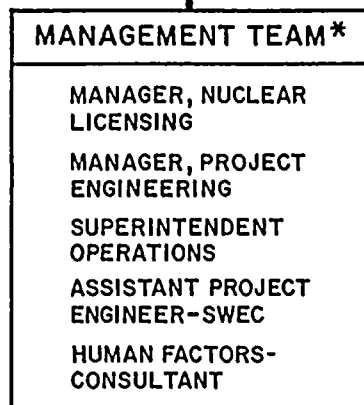 MANAGEMENT TEAM*
MANAGER, NUCLEAR
LICENSING
MANAGER, PROJECT
ENGINEERING
SUPERINTENDENT
OPERATIONS
ASSISTANT PROJECT
ENGINEER-SWEC
HUMAN FACTORS-
CONSULTANT